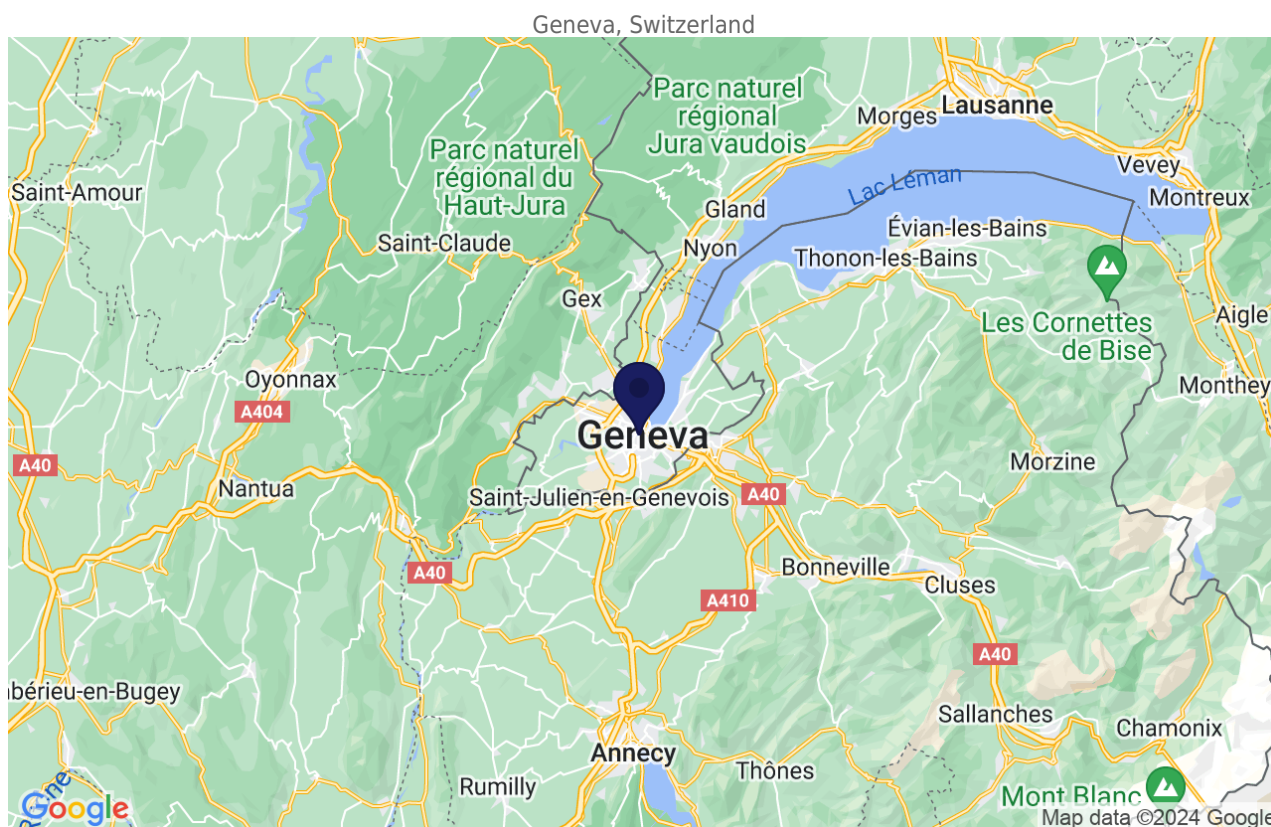 Geneva, Switzerland
Parc naturel
régional
Jura vaudois
Lausanne
Morges
Parc naturel
régional du
Haut-Jura
Vevey
Saint-Amour
Lac Léman
Montreux
Gland
Saint-Claude
Nyon
Évian-les-Bains
Thonon-les-Bains
Gex
Les Cornettes
de Bise
Aigle
Oyonnax
Monthey
A404
Geneva
A40
Morzine
Nantua
Saint-Julien-en-Genevois
A40
A40
Bonneville
Cluses
A410
A40
bérieu-en-Bugey
Sallanches
Chamonix
Annecy
Thônes
Rumilly
Mont Blanc
Google
Map data ©2024 Google